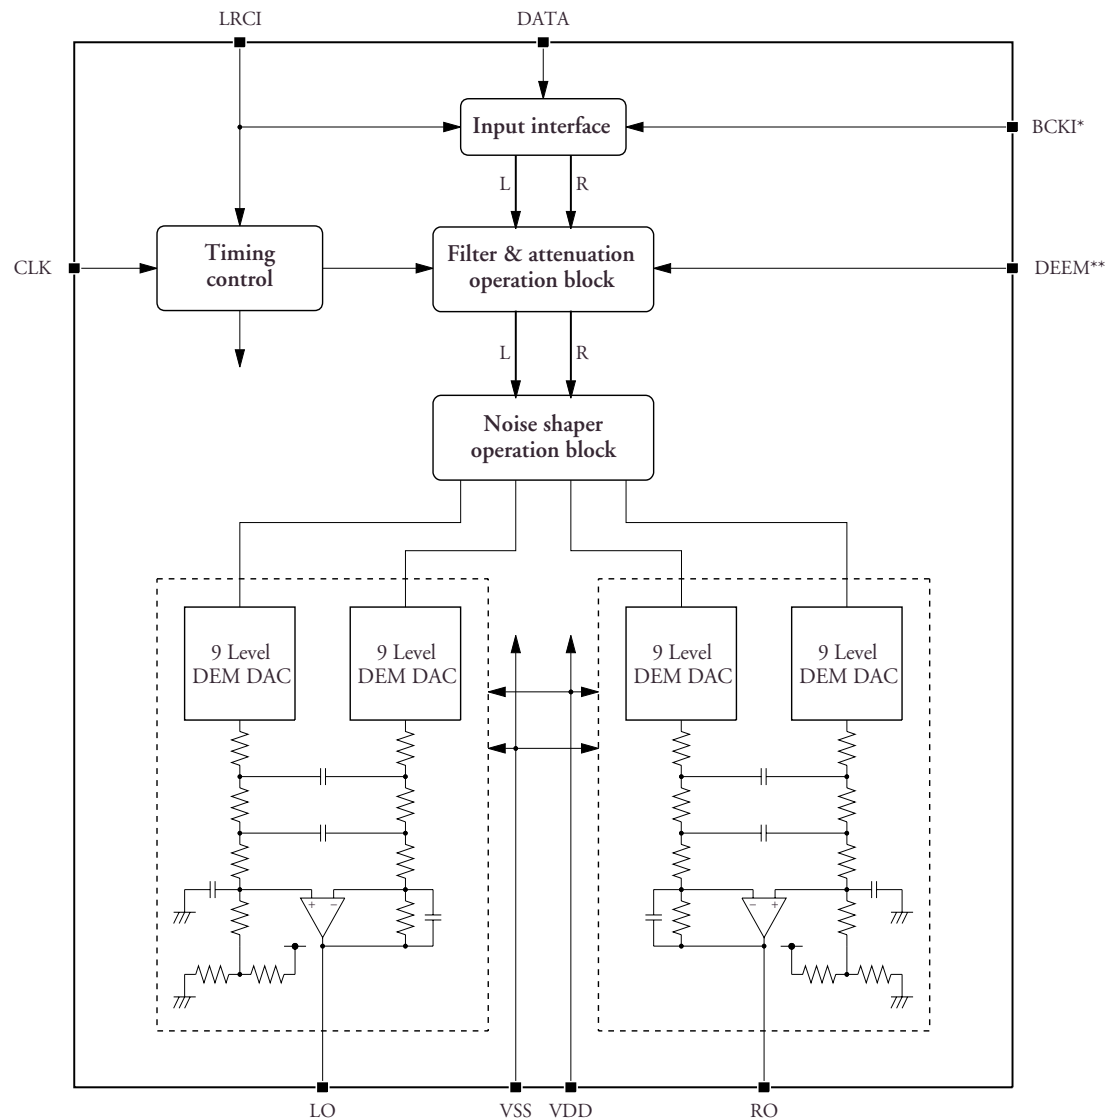 LRCI
DATA
Input interface
BCKI*
L
R
CLK
Timing
control
Filter & attenuation
operation block
DEEM**
L
R
Noise shaper
operation block
9 Level
DEM DAC
9 Level
DEM DAC
9 Level
DEM DAC
9 Level
DEM DAC
+ −
− +
LO
VSS
VDD
RO